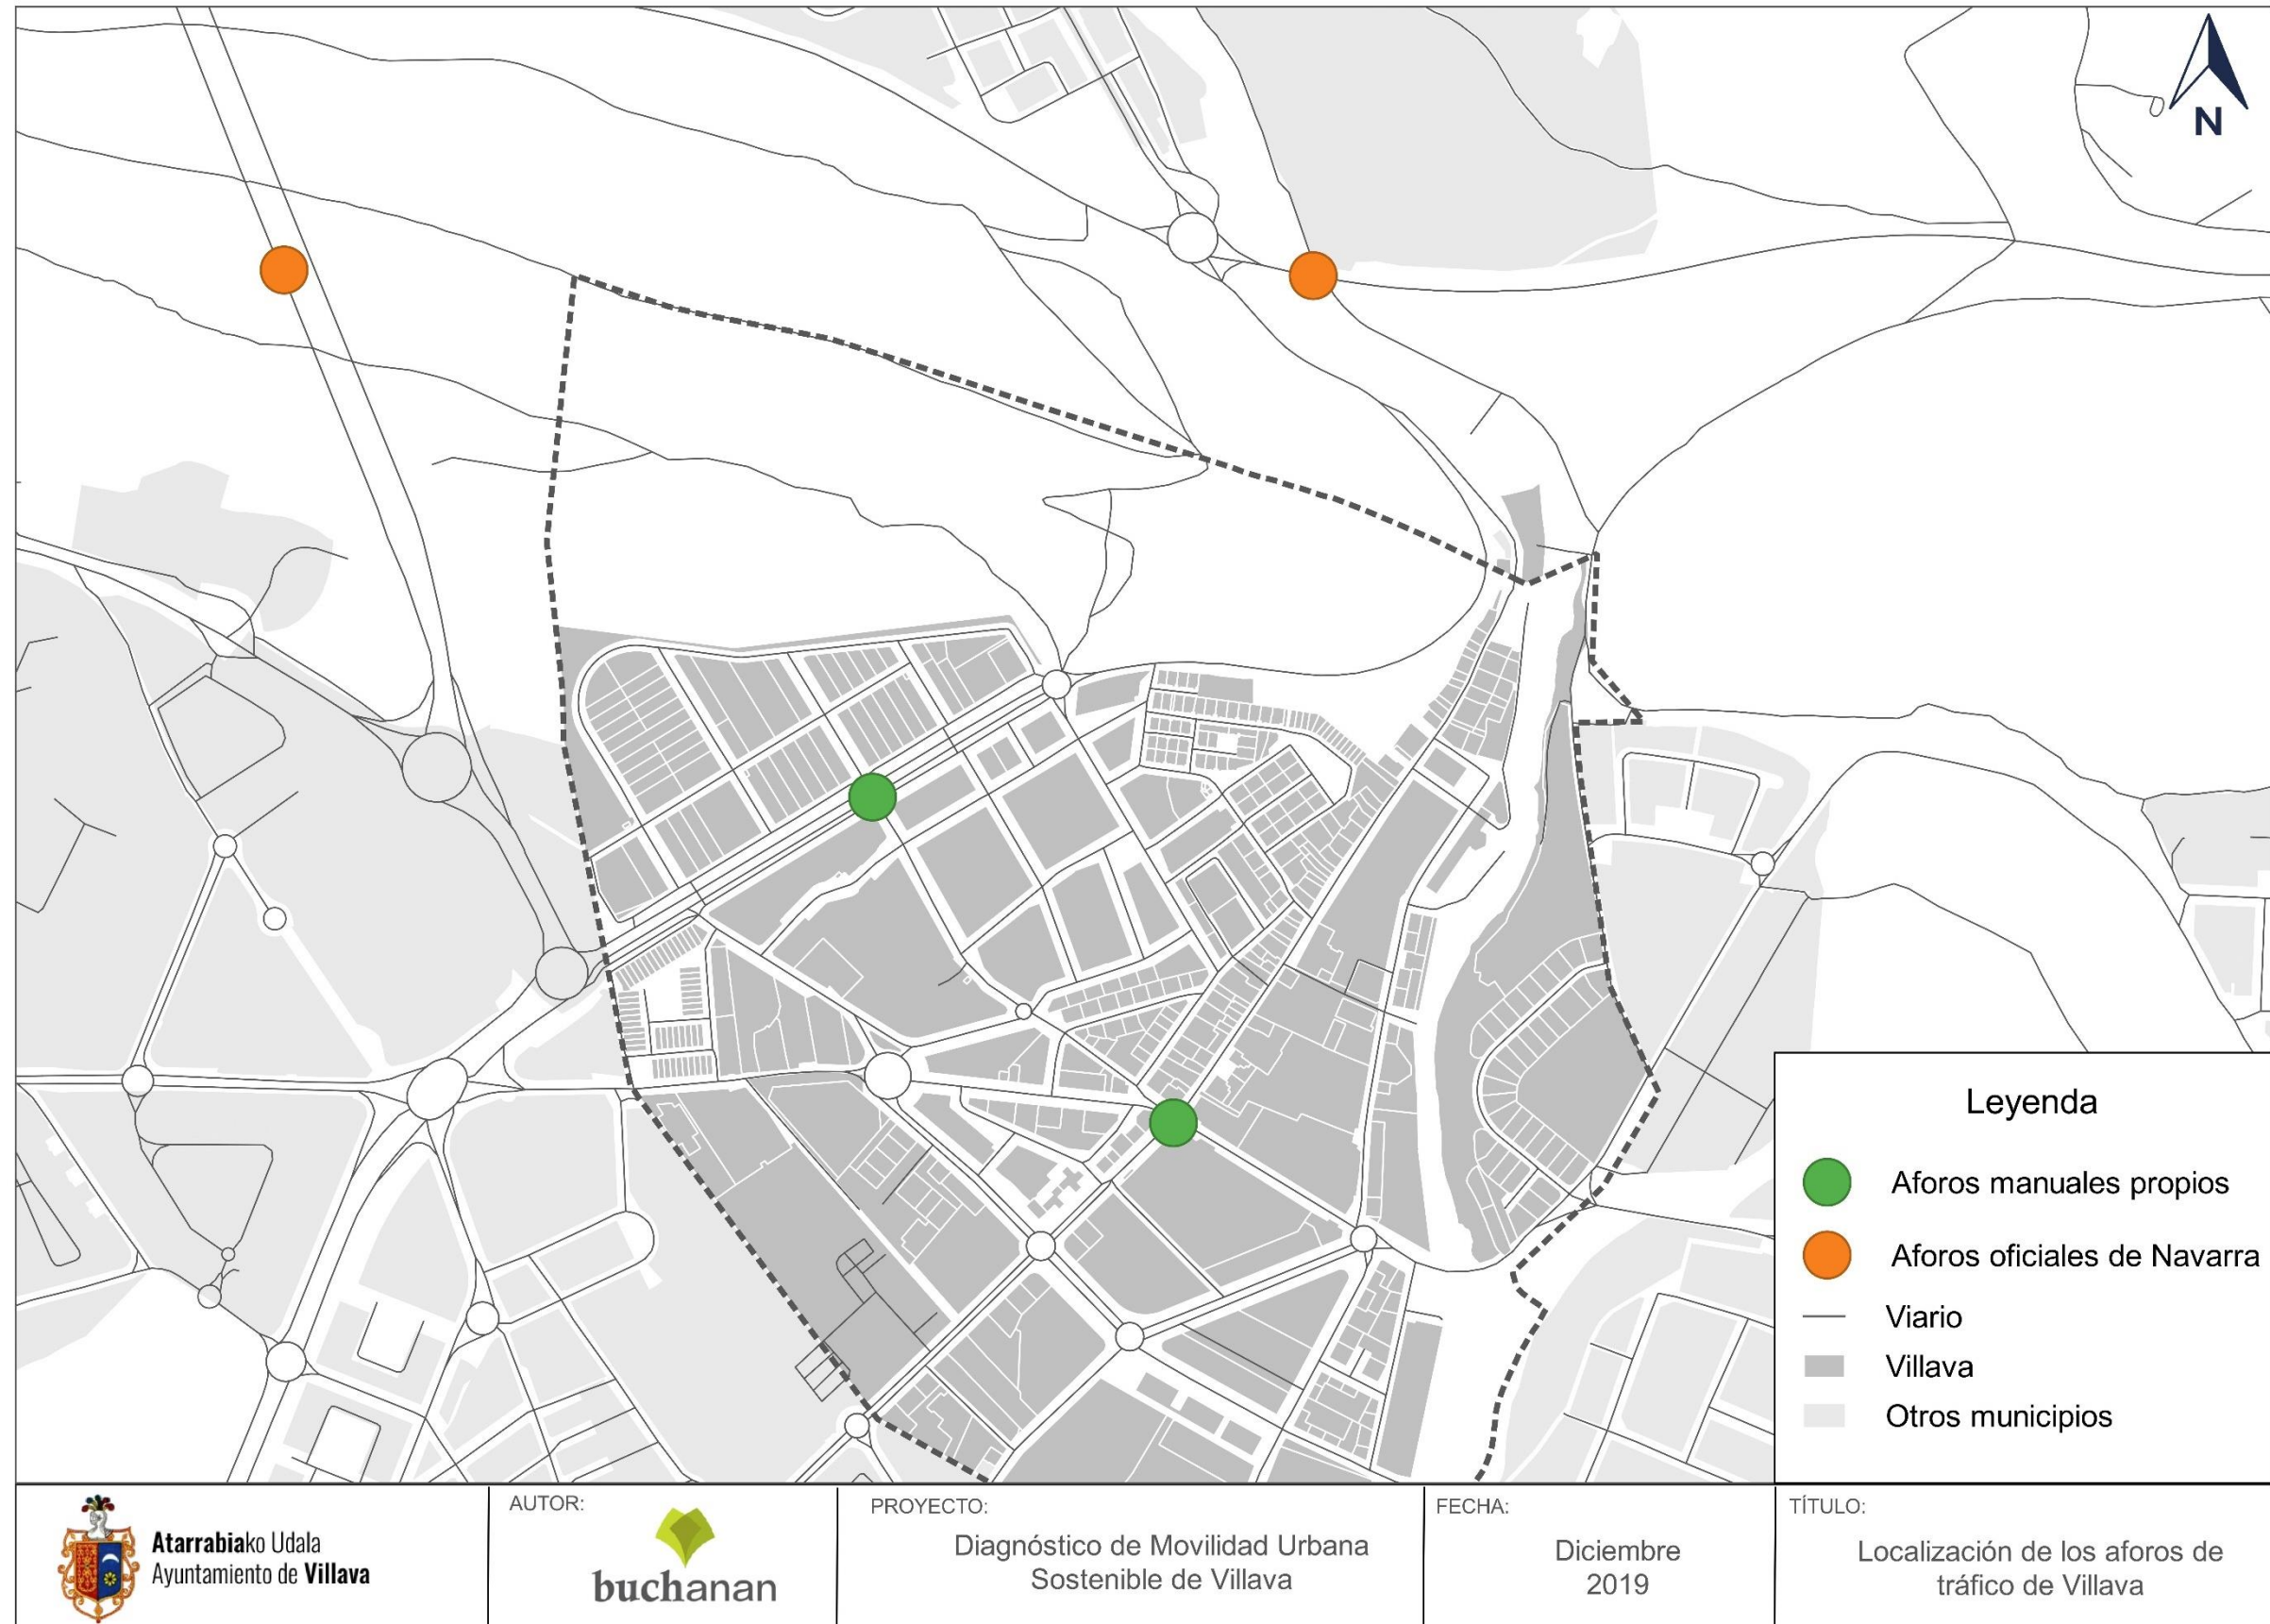 N
Leyenda
Aforos manuales propios
Aforos oficiales de Navarra
Viario
Villava
Otros municipios
Atarrabiako Udala
Ayuntamiento de Villava
AUTOR:
buchanan
PROYECTO:
Diagnóstico de Movilidad Urbana
Sostenible de Villava
FECHA:
Diciembre
2019
TÍTULO:
Localización de los aforos de
tráfico de Villava